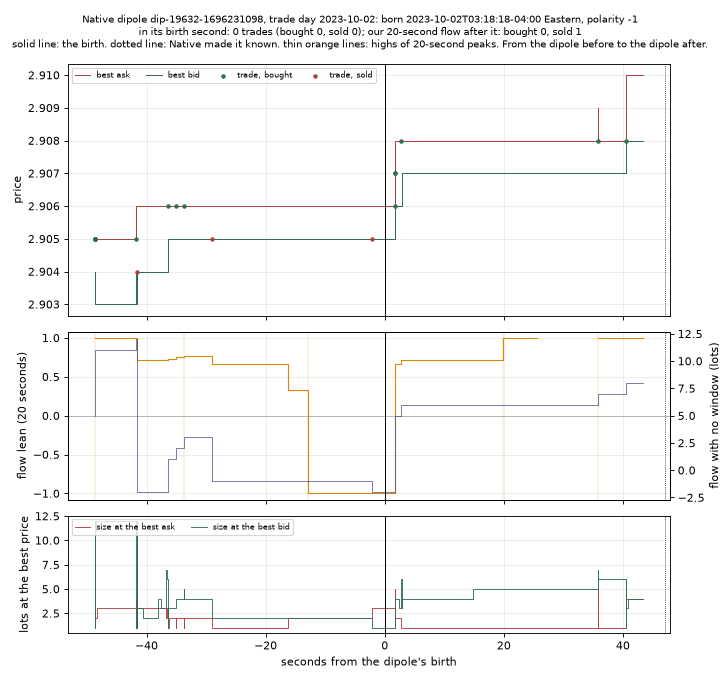 Native dipole dip-19632-1696231098, trade day 2023-10-02: born 2023-10-02T03:18:18-04:00 Eastern, polarity -1
in its birth second: 0 trades (bought 0, sold 0); our 20-second flow after it: bought 0, sold 1
solid line: the birth. dotted line: Native made it known. thin orange lines: highs of 20-second peaks. From the dipole before to the dipole after.
best ask best bid trade, bought trade, sold
2.910
2.909
2.908
2.907
2.906
2.905
2.904
2.903
price
1.0
0.5
0.0
−0.5
−1.0
flow lean (20 seconds)
12.5
10.0
7.5
5.0
2.5
0.0
−2.5
flow with no window (lots)
size at the best ask size at the best bid
12.5
10.0
7.5
5.0
2.5
lots at the best price
−40 −20 0 20 40
seconds from the dipole's birth